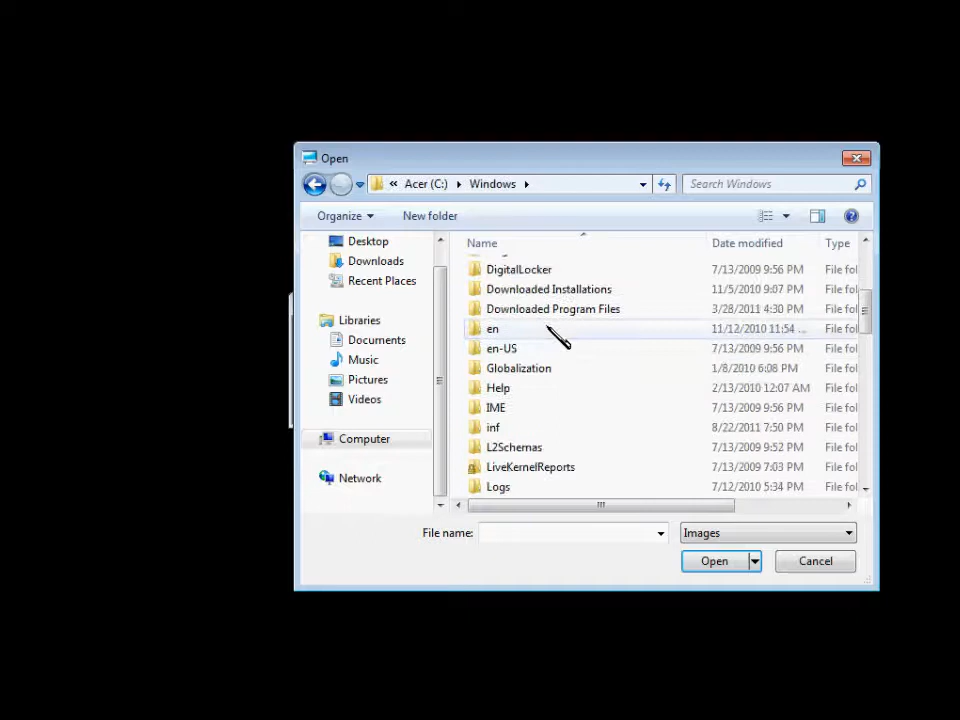 Open
« Acer (C:) Windows
Search Windows
Organize
New folder
Desktop
Downloads
Recent Places
Libraries
Documents
Music
Pictures
Videos
Computer
Network
Name Date modified Type
DigitalLocker 7/13/2009 9:56 PM File fol
Downloaded Installations 11/5/2010 9:07 PM File fol
Downloaded Program Files 3/28/2011 4:30 PM File fol
en 11/12/2010 11:54 ... File fol
en-US 7/13/2009 9:56 PM File fol
Globalization 1/8/2010 6:08 PM File fol
Help 2/13/2010 12:07 AM File fol
IME 7/13/2009 9:56 PM File fol
inf 8/22/2011 7:50 PM File fol
L2Schemas 7/13/2009 9:52 PM File fol
LiveKernelReports 7/13/2009 7:03 PM File fol
Logs 7/12/2010 5:34 PM File fol
File name:
Images
Open
Cancel